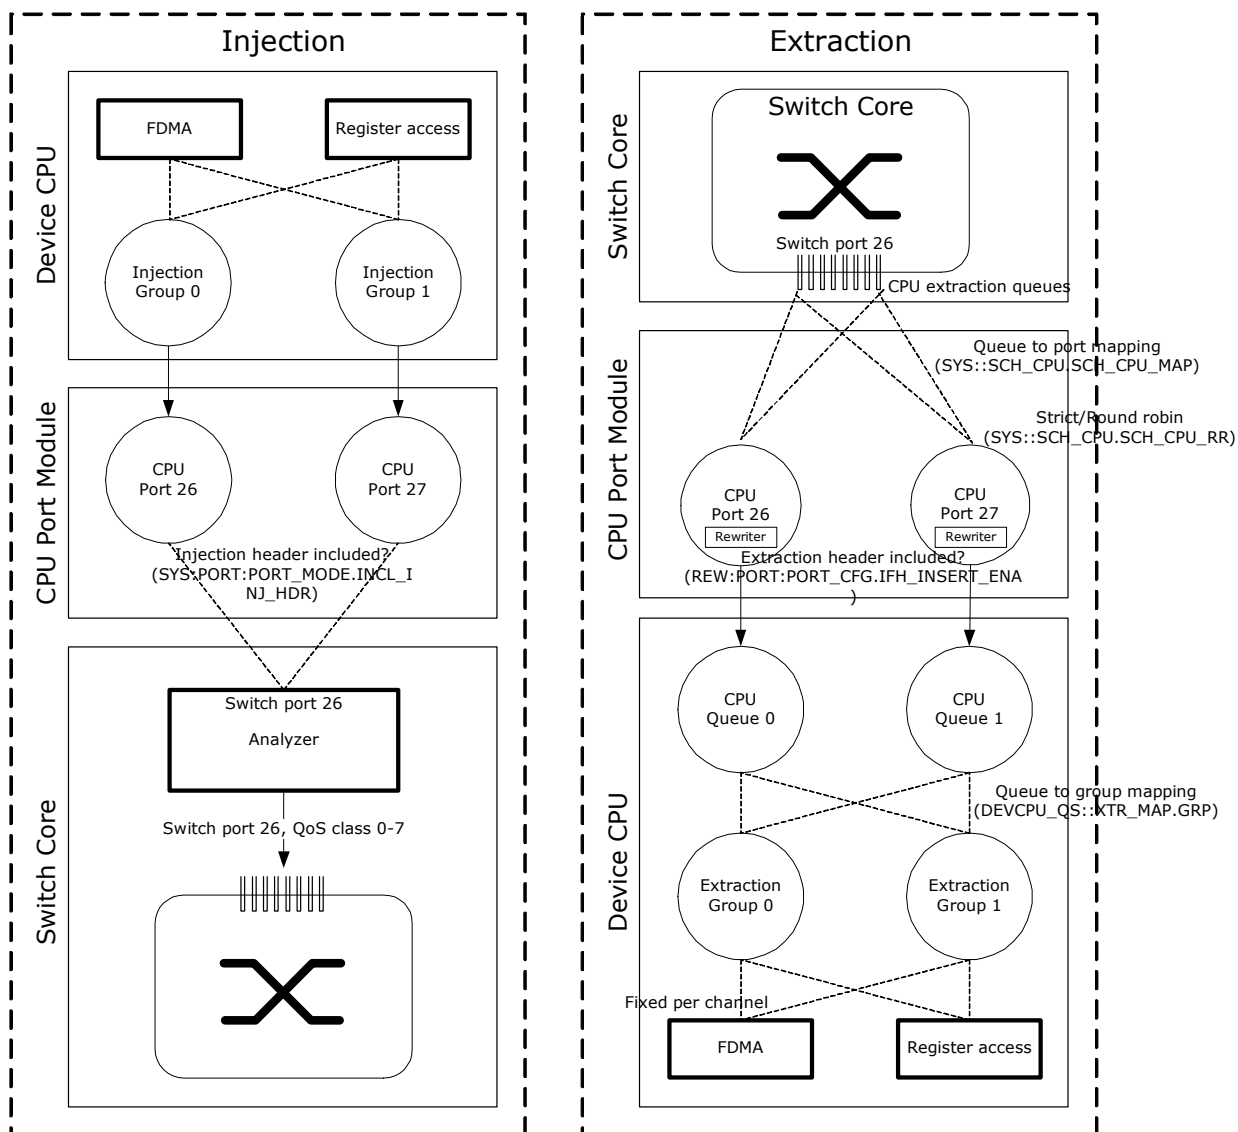 Injection
Device CPU
FDMA
Register access
Injection
Group 0
Injection
Group 1
CPU Port Module
CPU
Port 26
CPU
Port 27
Injection header included?
(SYS:PORT:PORT_MODE.INCL_I
NJ_HDR)
Switch Core
Switch port 26
Analyzer
Switch port 26, QoS class 0-7
Extraction
Switch Core
Switch Core
Switch port 26
CPU extraction queues
CPU Port Module
Queue to port mapping
(SYS::SCH_CPU.SCH_CPU_MAP)
Strict/Round robin
(SYS::SCH_CPU.SCH_CPU_RR)
CPU
Port 26
Rewriter
CPU
Port 27
Rewriter
Extraction header included?
(REW:PORT:PORT_CFG.IFH_INSERT_ENA
)
Device CPU
CPU
Queue 0
CPU
Queue 1
Queue to group mapping
(DEVCPU_QS::XTR_MAP.GRP)
Extraction
Group 0
Extraction
Group 1
Fixed per channel
FDMA
Register access